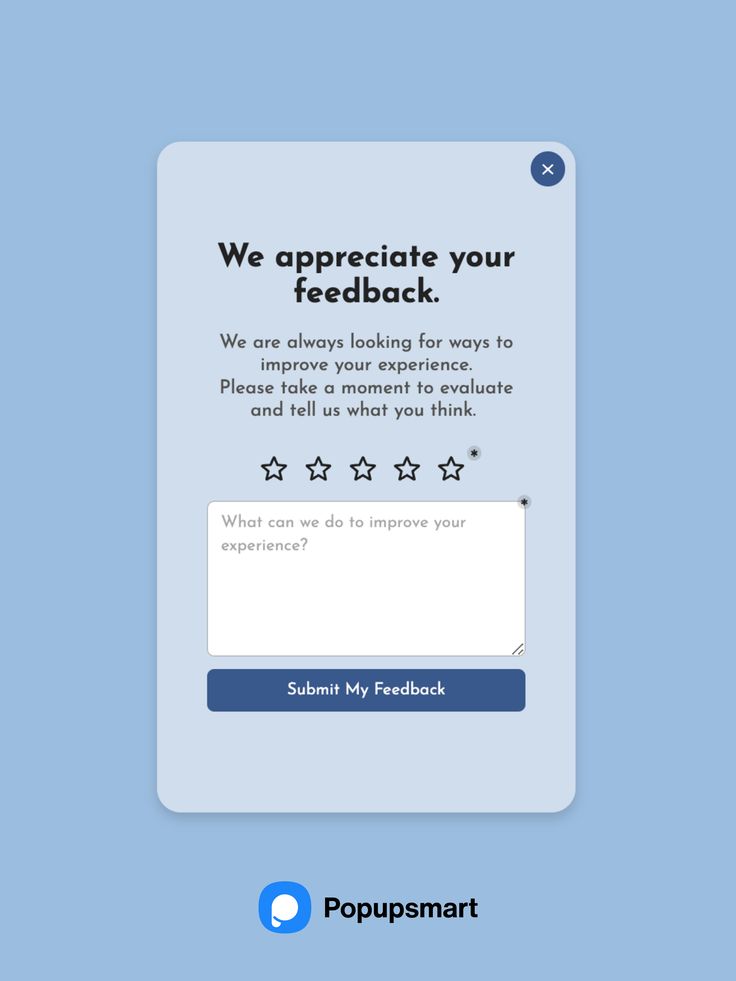 We appreciate your
feedback.
We are always looking for ways to
improve your experience.
Please take a moment to evaluate
and tell us what you think.
*
*
What can we do to improve your
experience?
Submit My Feedback
Popupsmart